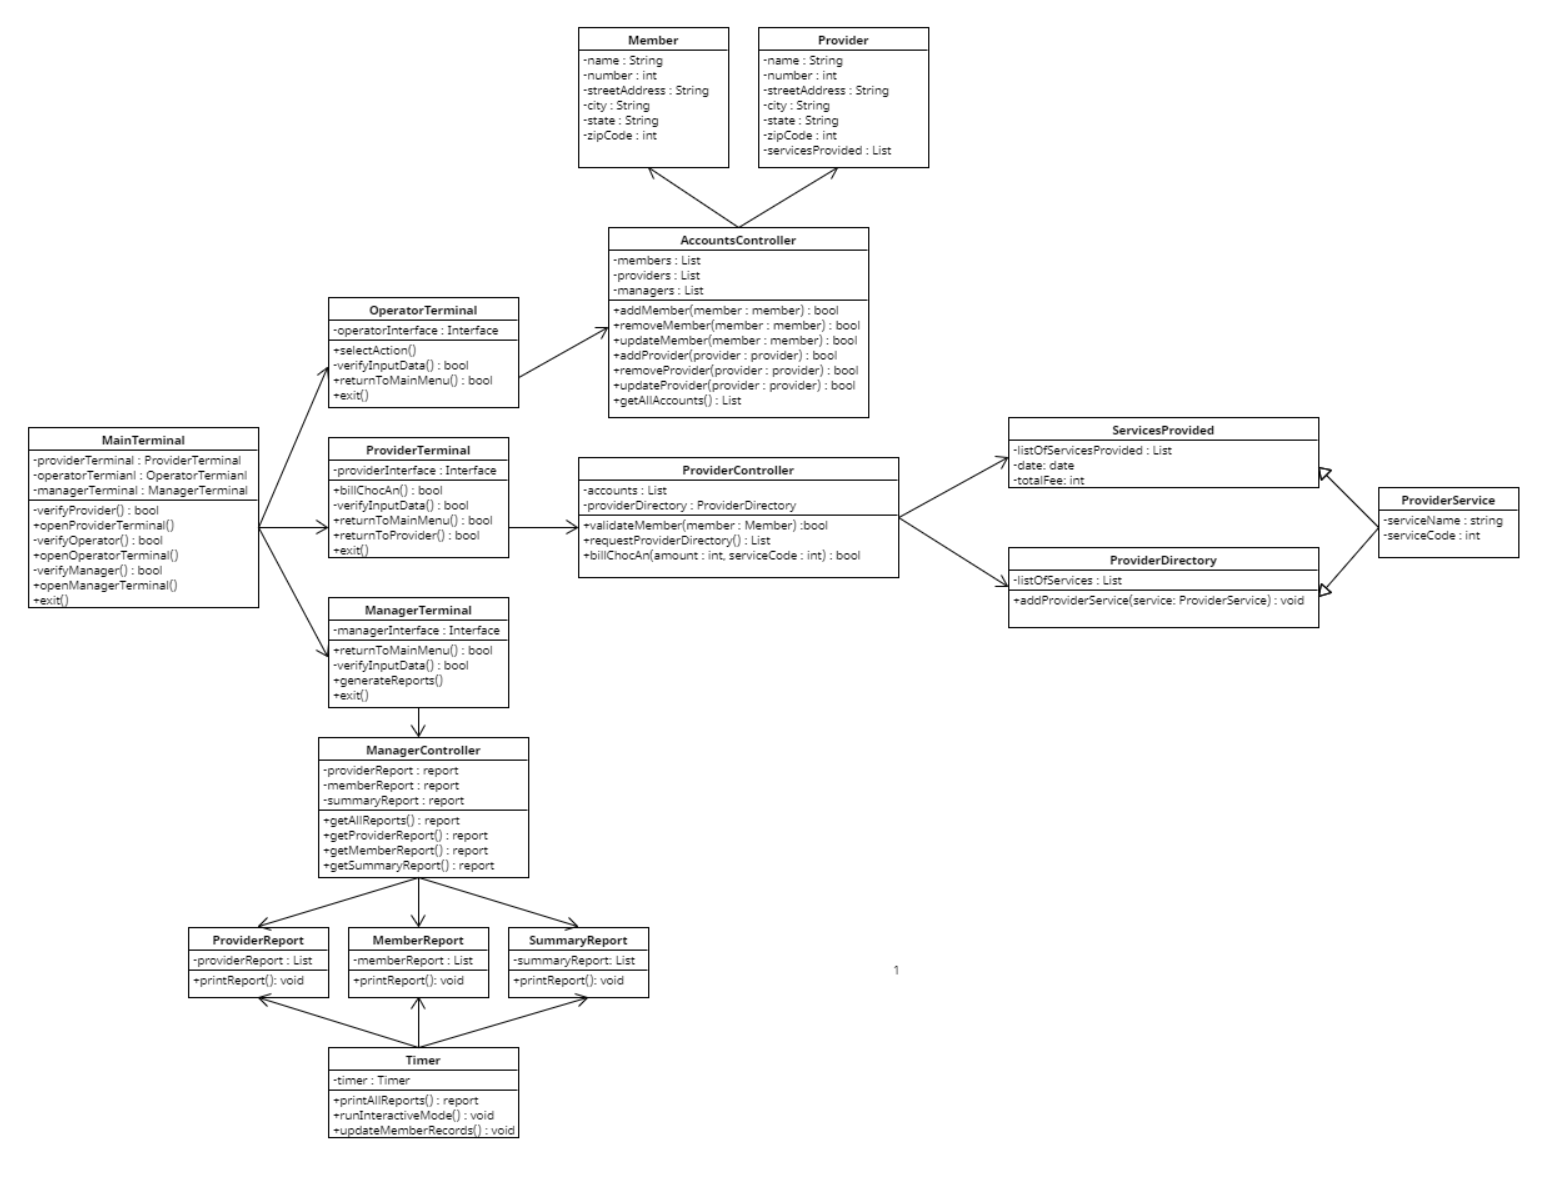 Member
-name : String
-number : int
-streetAddress : String
-city : String
-state : String
-zipCode : int
Provider
-name : String
-number : int
-streetAddress : String
-city : String
-state : String
-zipCode : int
-servicesProvided : List
AccountsController
-members : List
-providers : List
-managers : List
+addMember(member : member) : bool
+removeMember(member : member) : bool
+updateMember(member : member) : bool
+addProvider(provider : provider) : bool
+removeProvider(provider : provider) : bool
+updateProvider(provider : provider) : bool
+getAllAccounts() : List
OperatorTerminal
-operatorInterface : Interface
+selectAction()
-verifyInputData() : bool
+returnToMainMenu() : bool
+exit()
MainTerminal
-providerTerminal : ProviderTerminal
-operatorTermianl : OperatorTermianl
-managerTerminal : ManagerTerminal
-verifyProvider() : bool
+openProviderTerminal()
-verifyOperator() : bool
+openOperatorTerminal()
-verifyManager() : bool
+openManagerTerminal()
+exit()
ProviderTerminal
-providerInterface : Interface
+billChocAn() : bool
-verifyInputData() : bool
+returnToMainMenu() : bool
+returnToProvider() : bool
+exit()
ProviderController
-accounts : List
-providerDirectory : ProviderDirectory
+validateMember(member : Member) :bool
+requestProviderDirectory() : List
+billChocAn(amount : int, serviceCode : int) : bool
ServicesProvided
-listOfServicesProvided : List
-date: date
-totalFee: int
ProviderService
-serviceName : string
-serviceCode : int
ProviderDirectory
-listOfServices : List
+addProviderService(service: ProviderService) : void
ManagerTerminal
-managerInterface : Interface
+returnToMainMenu() : bool
-verifyInputData() : bool
+generateReports()
+exit()
ManagerController
-providerReport : report
-memberReport : report
-summaryReport : report
+getAllReports() : report
+getProviderReport() : report
+getMemberReport() : report
+getSummaryReport() : report
ProviderReport
-providerReport : List
+printReport(): void
MemberReport
-memberReport : List
+printReport(): void
SummaryReport
-summaryReport: List
+printReport(): void
1
Timer
-timer : Timer
+printAllReports() : report
+runInteractiveMode() : void
+updateMemberRecords() : void